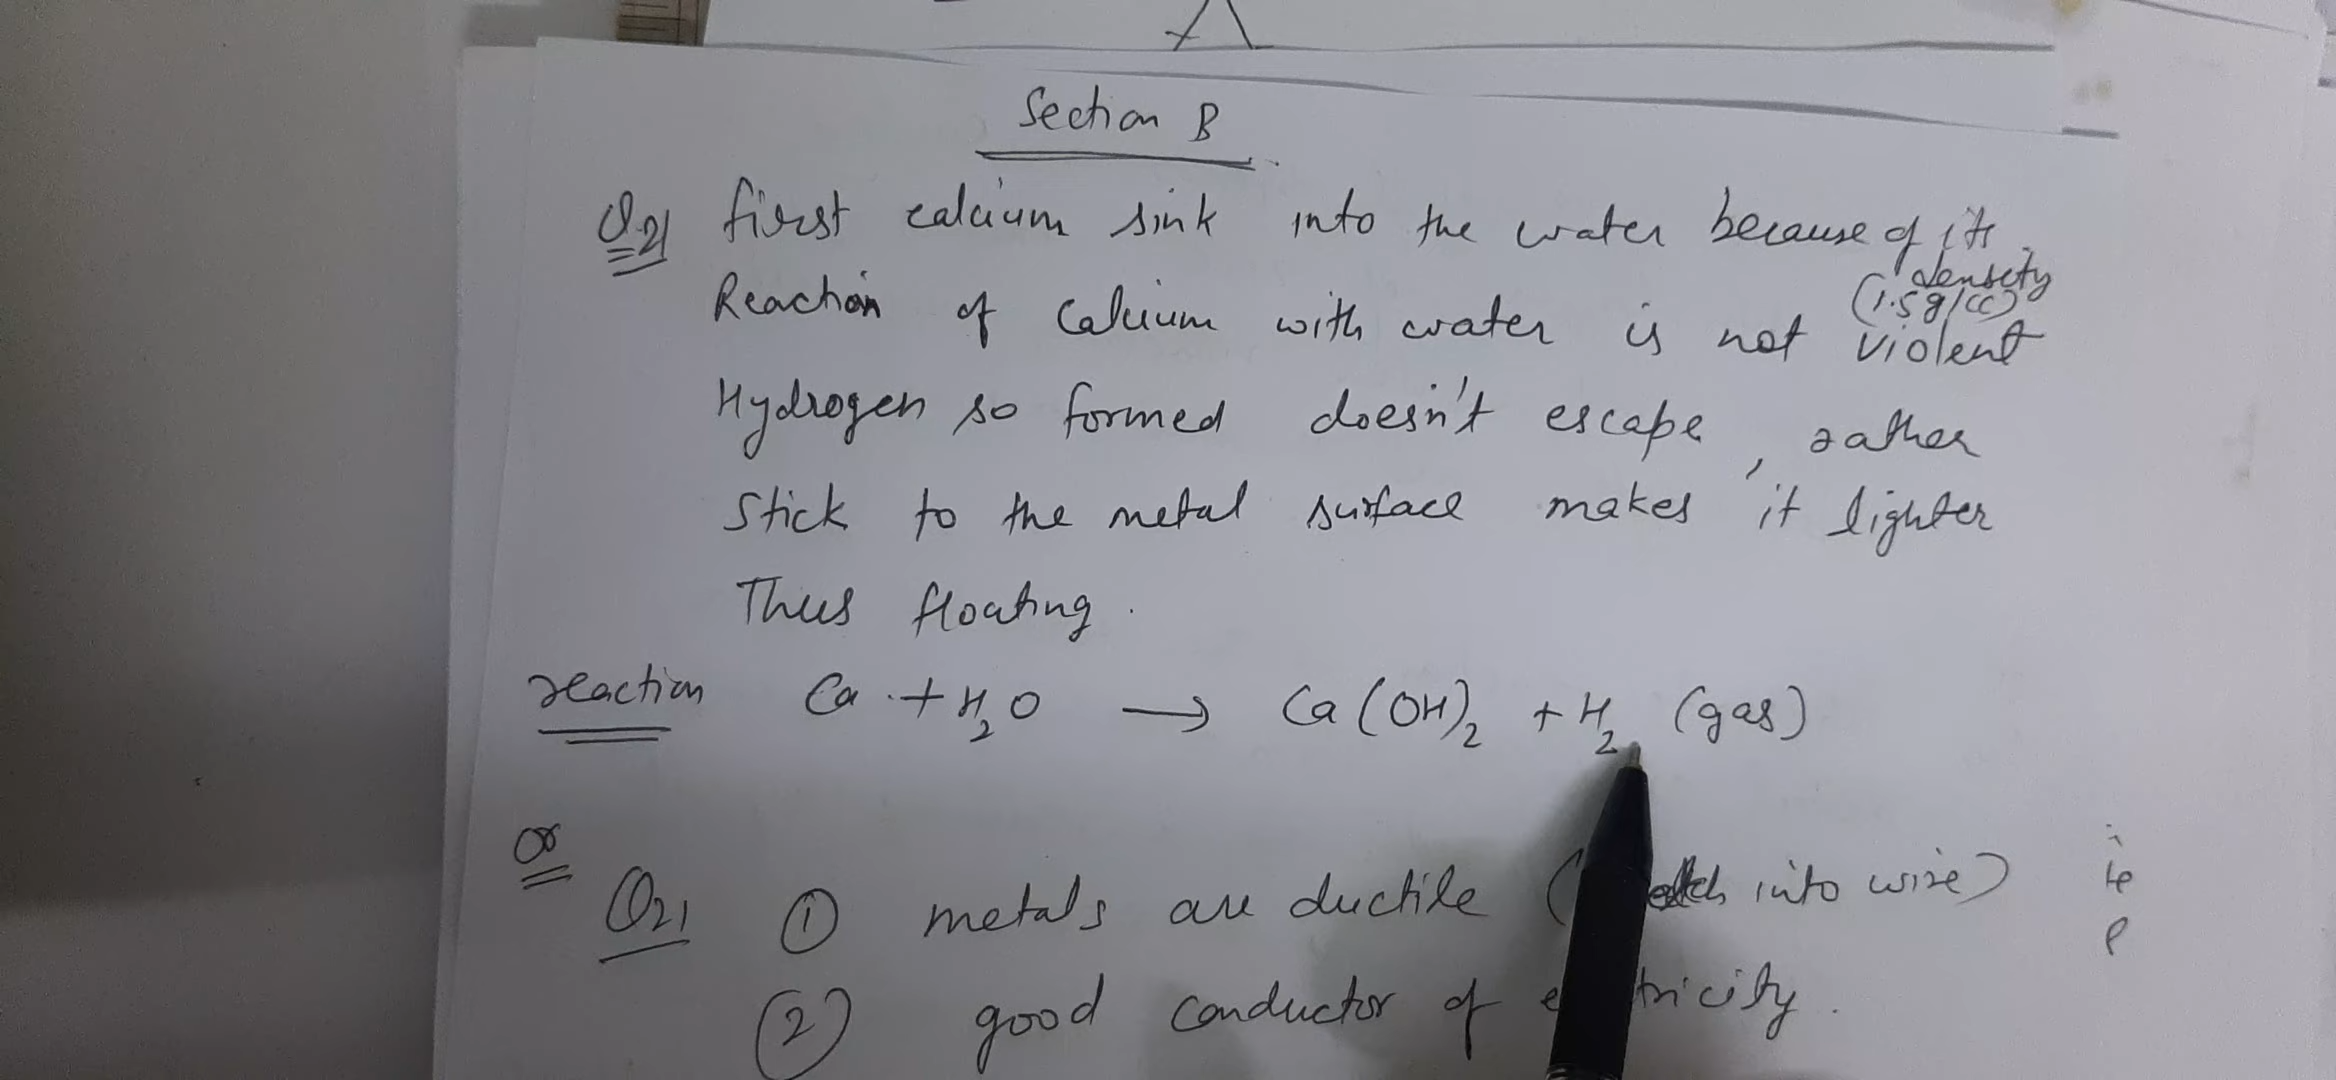 Section B
Q.21 first calcium sink into the water because of its
density
(1.5g/cc)
Reaction of Calcium with water is not violent
Hydrogen so formed doesn't escape, rather
Stick to the metal surface makes it lighter
Thus floating.
reaction Ca + H₂O → Ca(OH)₂ + H₂ (gas)
Or
Q21 ① metals are ductile ( into wire)
② good conductor of tricity.